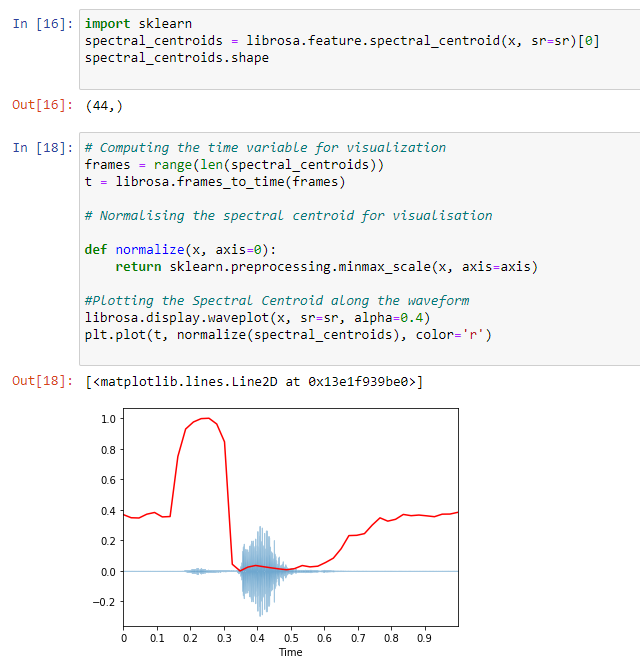 In [16]: import sklearn
spectral_centroids = librosa.feature.spectral_centroid(x, sr=sr)[0]
spectral_centroids.shape
Out[16]: (44,)
In [18]: # Computing the time variable for visualization
frames = range(len(spectral_centroids))
t = librosa.frames_to_time(frames)
# Normalising the spectral centroid for visualisation
def normalize(x, axis=0):
    return sklearn.preprocessing.minmax_scale(x, axis=axis)
#Plotting the Spectral Centroid along the waveform
librosa.display.waveplot(x, sr=sr, alpha=0.4)
plt.plot(t, normalize(spectral_centroids), color='r')
Out[18]: [<matplotlib.lines.Line2D at 0x13e1f939be0>]
1.0
0.8
0.6
0.4
0.2
0.0
−0.2
0 0.1 0.2 0.3 0.4 0.5 0.6 0.7 0.8 0.9
Time